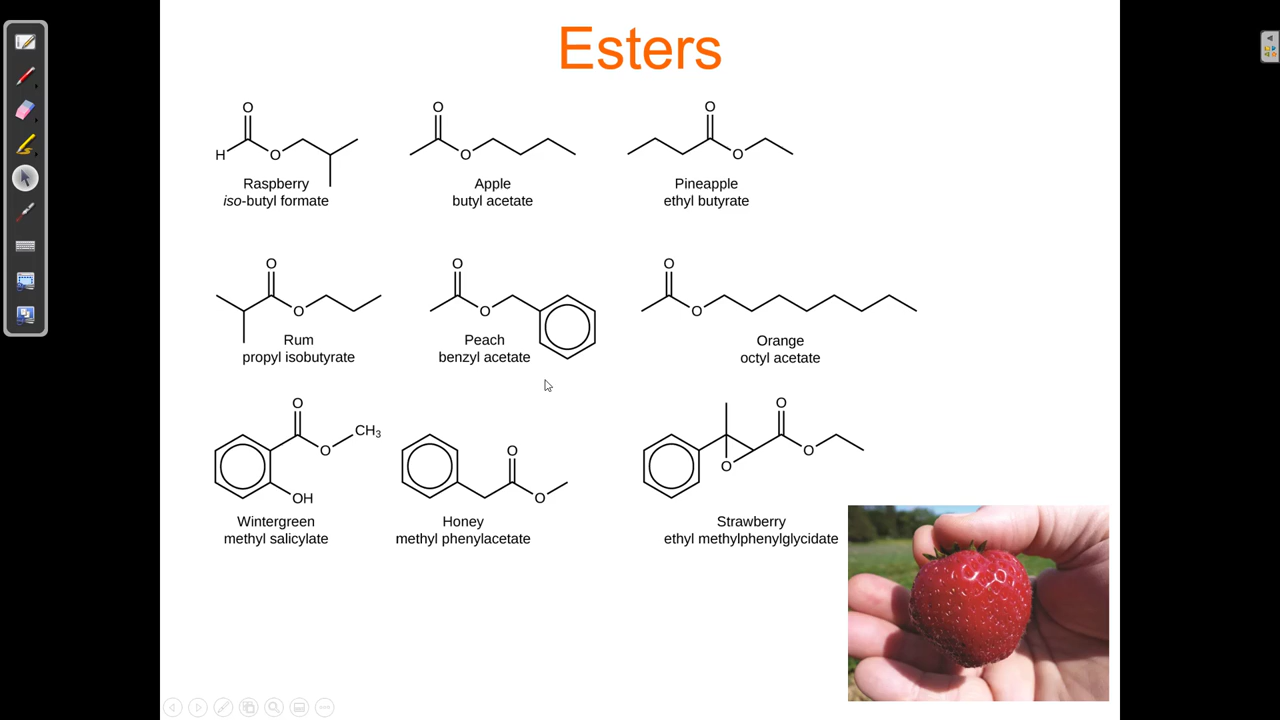 Esters
O
H
O
Raspberry
iso-butyl formate
O
O
Apple
butyl acetate
O
O
Pineapple
ethyl butyrate
O
O
Rum
propyl isobutyrate
O
O
Peach
benzyl acetate
O
O
Orange
octyl acetate
O
CH₃
O
OH
Wintergreen
methyl salicylate
O
O
Honey
methyl phenylacetate
O
O
O
Strawberry
ethyl methylphenylglycidate